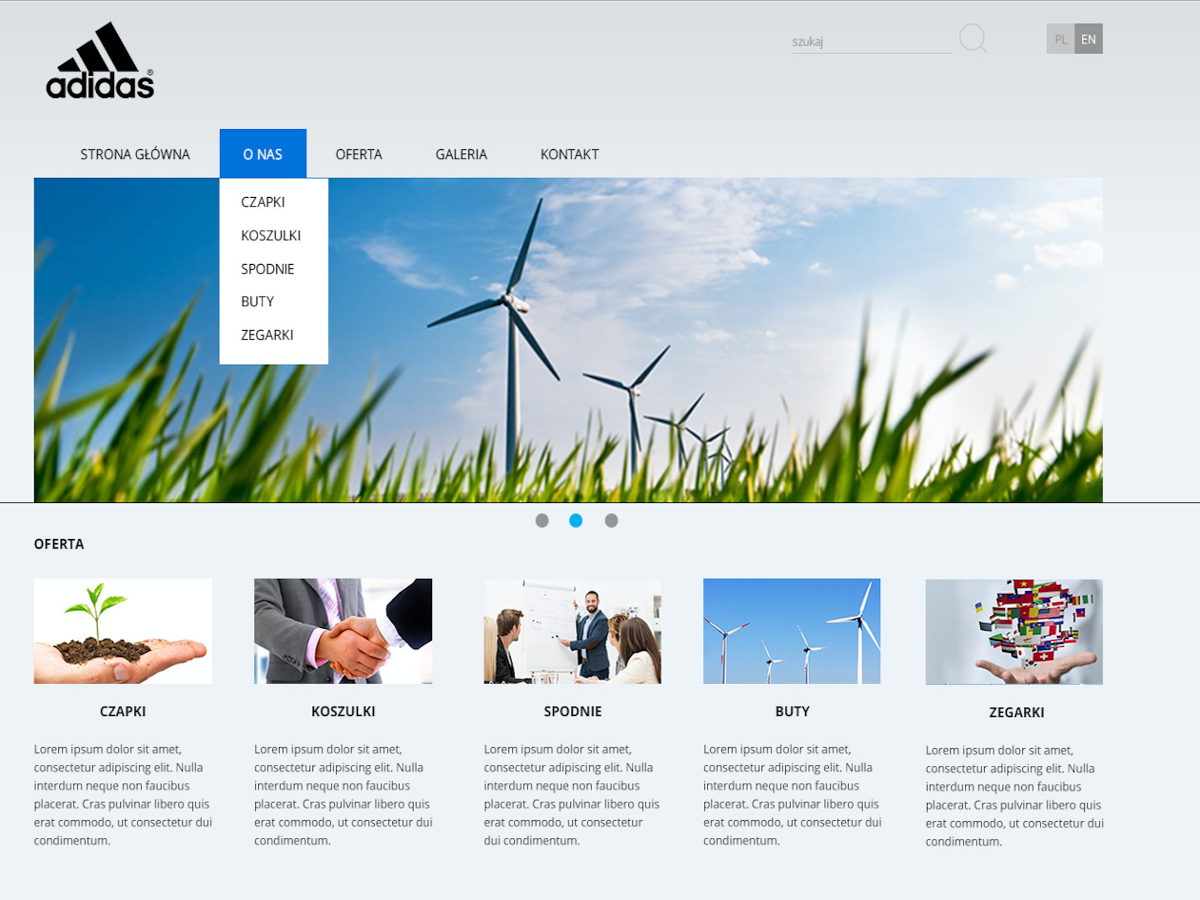 adidas®
szukaj
PL EN
STRONA GŁÓWNA O NAS OFERTA GALERIA KONTAKT
CZAPKI
KOSZULKI
SPODNIE
BUTY
ZEGARKI
OFERTA
CZAPKI
Lorem ipsum dolor sit amet,
consectetur adipiscing elit. Nulla
interdum neque non faucibus
placerat. Cras pulvinar libero quis
erat commodo, ut consectetur dui
condimentum.
KOSZULKI
Lorem ipsum dolor sit amet,
consectetur adipiscing elit. Nulla
interdum neque non faucibus
placerat. Cras pulvinar libero quis
erat commodo, ut consectetur dui
condimentum.
SPODNIE
Lorem ipsum dolor sit amet,
consectetur adipiscing elit. Nulla
interdum neque non faucibus
placerat. Cras pulvinar libero quis
erat commodo, ut consectetur
dui condimentum.
BUTY
Lorem ipsum dolor sit amet,
consectetur adipiscing elit. Nulla
interdum neque non faucibus
placerat. Cras pulvinar libero quis
erat commodo, ut consectetur dui
condimentum.
ZEGARKI
Lorem ipsum dolor sit amet,
consectetur adipiscing elit. Nulla
interdum neque non faucibus
placerat. Cras pulvinar libero quis
erat commodo, ut consectetur dui
condimentum.